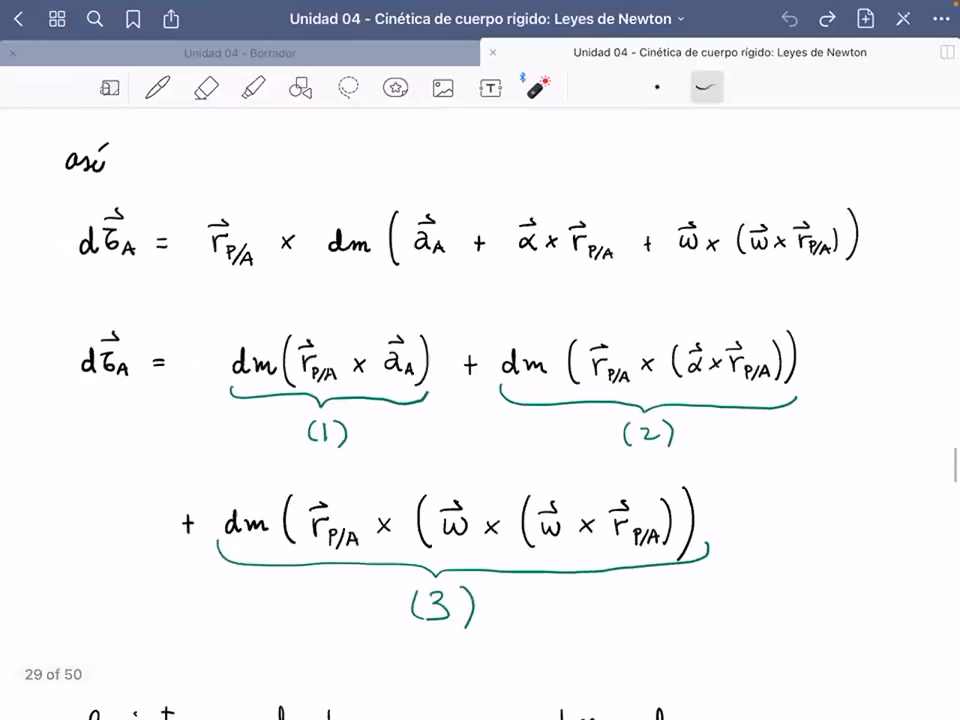 Unidad 04 - Cinética de cuerpo rígido: Leyes de Newton
Unidad 04 - Borrador
Unidad 04 - Cinética de cuerpo rígido: Leyes de Newton
así
d𝜏⃗_A = r⃗_P/A × dm ( a⃗_A + α⃗ × r⃗_P/A + ω⃗ × (ω⃗ × r⃗_P/A) )
d𝜏⃗_A = dm ( r⃗_P/A × a⃗_A ) + dm ( r⃗_P/A × (α⃗ × r⃗_P/A) )
(1) (2)
+ dm ( r⃗_P/A × ( ω⃗ × ( ω⃗ × r⃗_P/A ) )
(3)
29 of 50